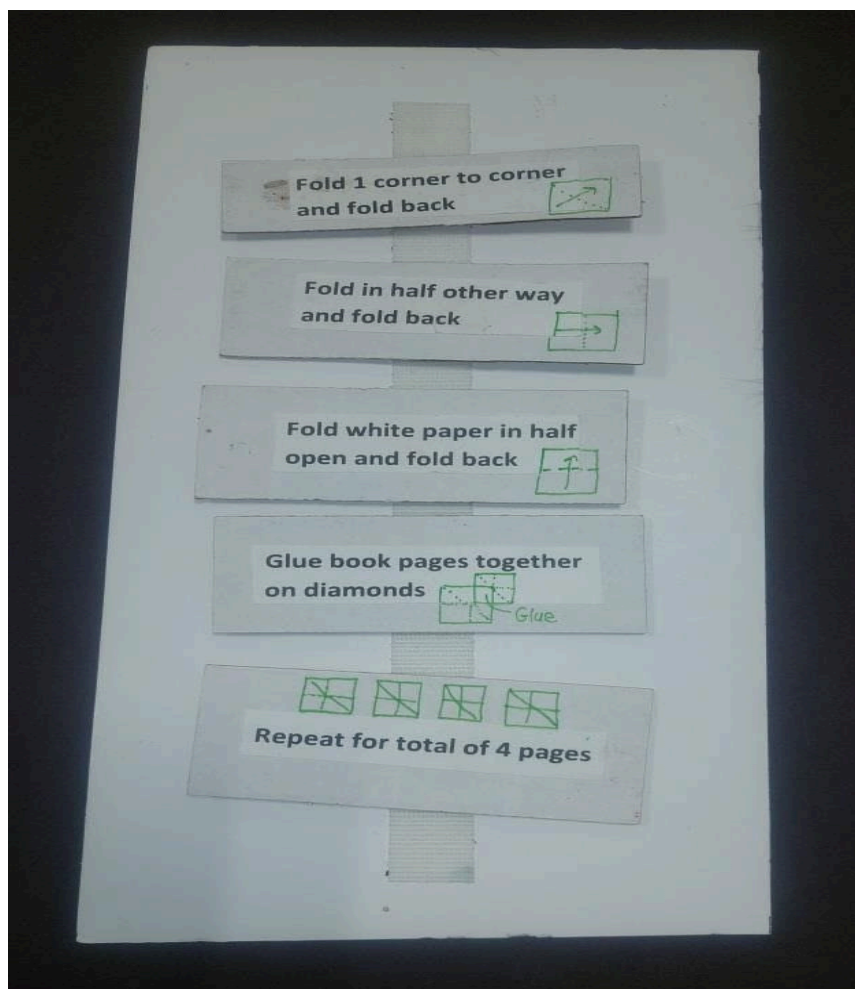 Fold 1 corner to corner
and fold back
Fold in half other way
and fold back
Fold white paper in half
open and fold back
Glue book pages together
on diamonds
Glue
Repeat for total of 4 pages